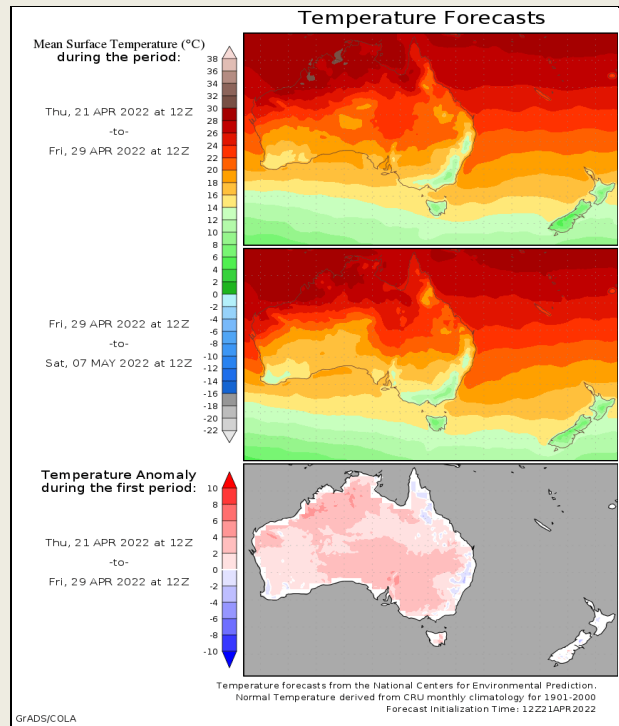 Temperature Forecasts
Mean Surface Temperature (°C)
during the period:
38
36
34
32
30
28
26
24
22
20
18
16
14
12
10
8
6
4
2
0
-2
-4
-6
-8
-10
-12
-14
-16
-18
-20
-22
Thu, 21 APR 2022 at 12Z
-to-
Fri, 29 APR 2022 at 12Z
Fri, 29 APR 2022 at 12Z
-to-
Sat, 07 MAY 2022 at 12Z
Temperature Anomaly
during the first period:
10
8
6
4
2
0
-2
-4
-6
-8
-10
Thu, 21 APR 2022 at 12Z
-to-
Fri, 29 APR 2022 at 12Z
Temperature forecasts from the National Centers for Environmental Prediction.
Normal Temperature derived from CRU monthly climatology for 1901-2000
Forecast Initialization Time: 12Z21APR2022
GrADS/COLA